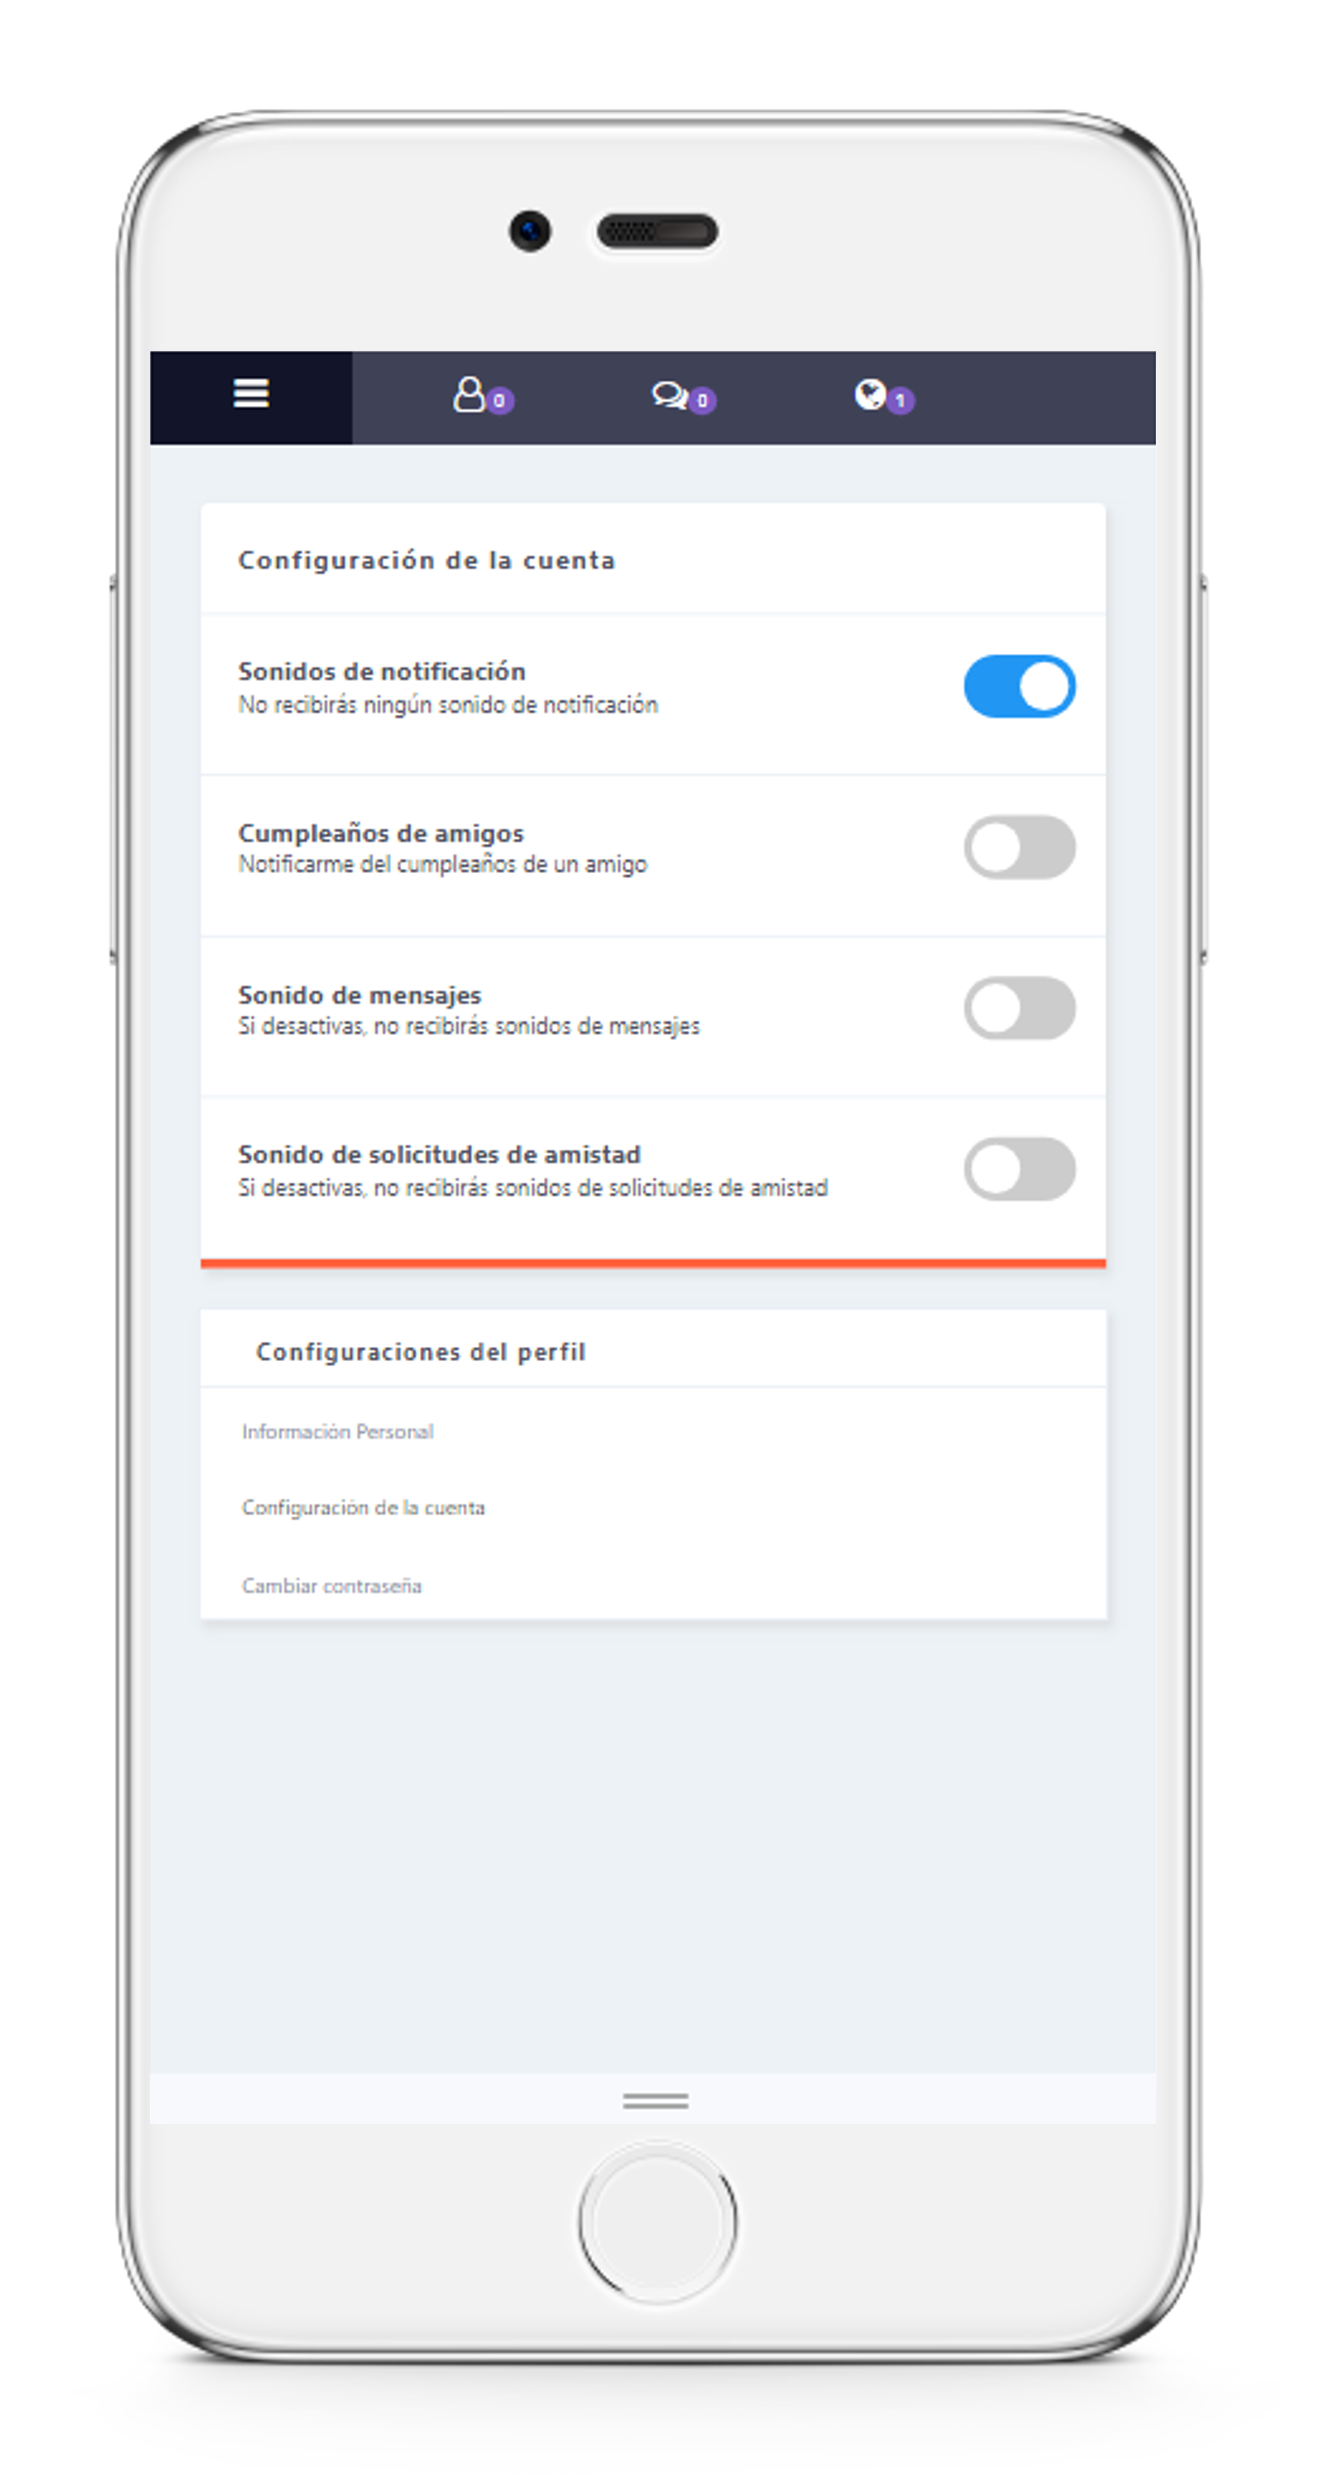 0
0
1
Configuración de la cuenta
Sonidos de notificación
No recibirás ningún sonido de notificación
Cumpleaños de amigos
Notificarme del cumpleaños de un amigo
Sonido de mensajes
Si desactivas, no recibirás sonidos de mensajes
Sonido de solicitudes de amistad
Si desactivas, no recibirás sonidos de solicitudes de amistad
Configuraciones del perfil
Información Personal
Configuración de la cuenta
Cambiar contraseña